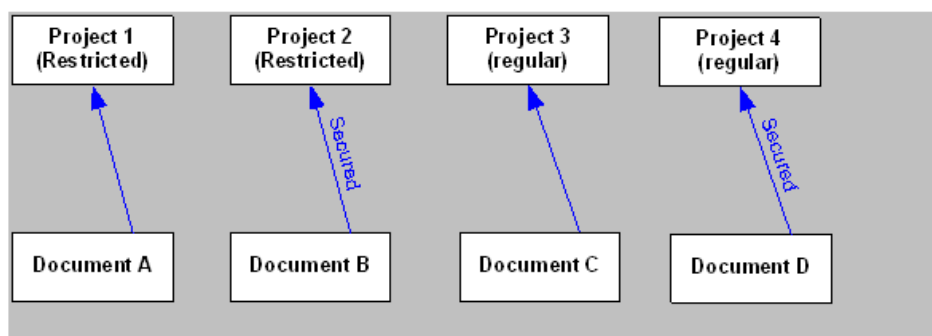 Project 1
(Restricted)
Project 2
(Restricted)
Project 3
(regular)
Project 4
(regular)
Secured
Secured
Document A
Document B
Document C
Document D